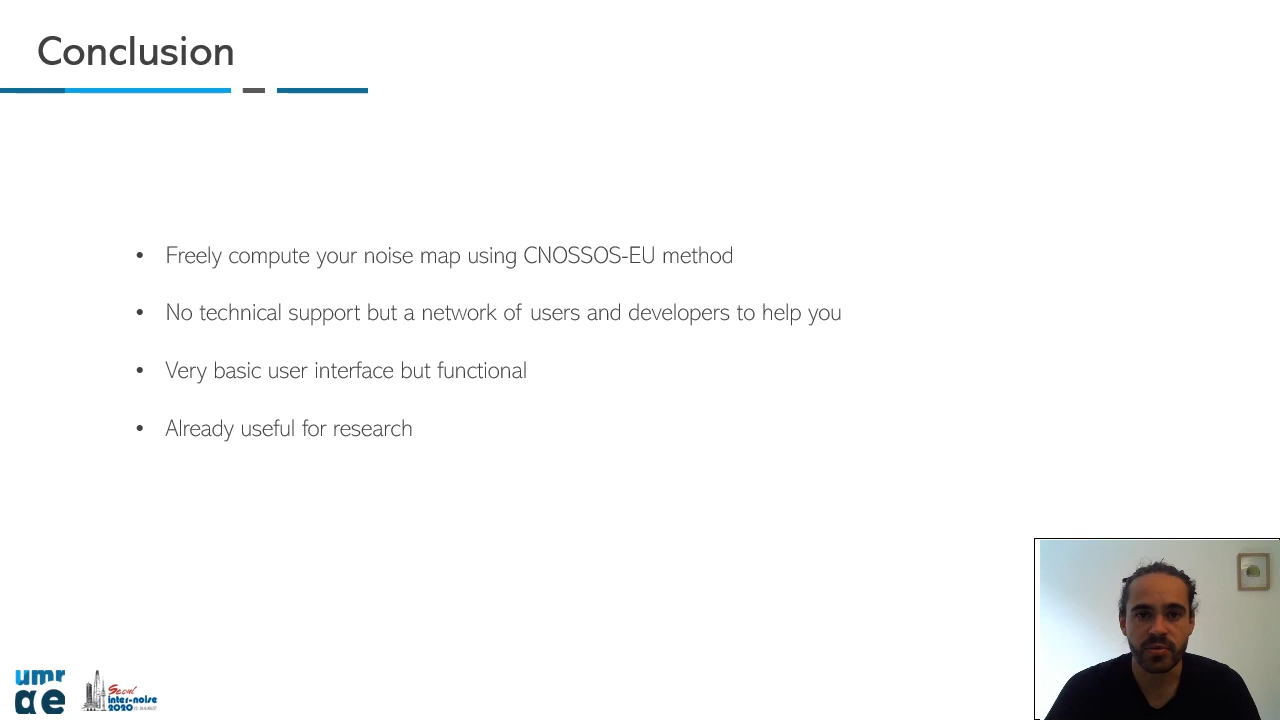 Conclusion
• Freely compute your noise map using CNOSSOS-EU method
• No technical support but a network of users and developers to help you
• Very basic user interface but functional
• Already useful for research
umr
ae
Seoul
inter-noise
2020